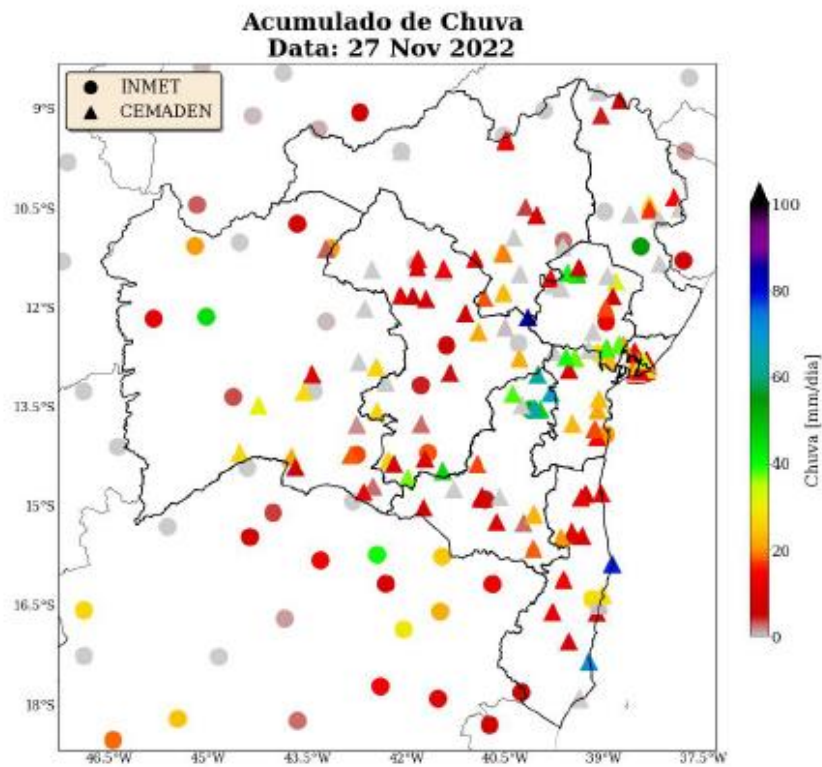 Acumulado de Chuva
Data: 27 Nov 2022
INMET
CEMADEN
9°S
10.5°S
12°S
13.5°S
15°S
16.5°S
18°S
46.5°W
45°W
43.5°W
42°W
40.5°W
39°W
37.5°W
100
80
60
40
20
0
Chuva [mm/dia]